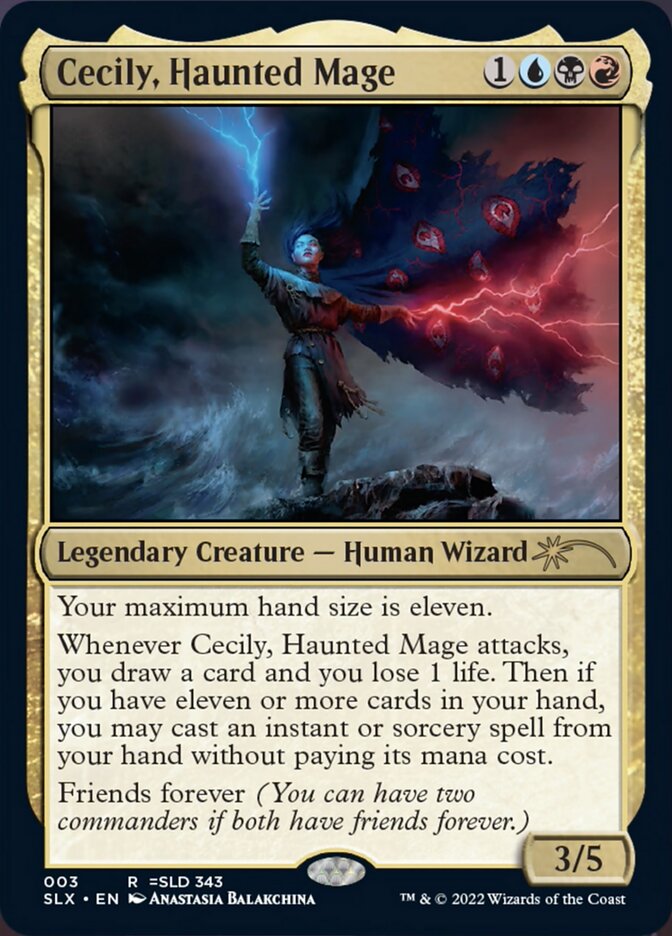 Cecily, Haunted Mage 1
Legendary Creature — Human Wizard
Your maximum hand size is eleven.
Whenever Cecily, Haunted Mage attacks,
you draw a card and you lose 1 life. Then if
you have eleven or more cards in your hand,
you may cast an instant or sorcery spell from
your hand without paying its mana cost.
Friends forever (You can have two
commanders if both have friends forever.)
3/5
003 R =SLD 343
SLX • EN Anastasia Balakchina ™ & © 2022 Wizards of the Coast